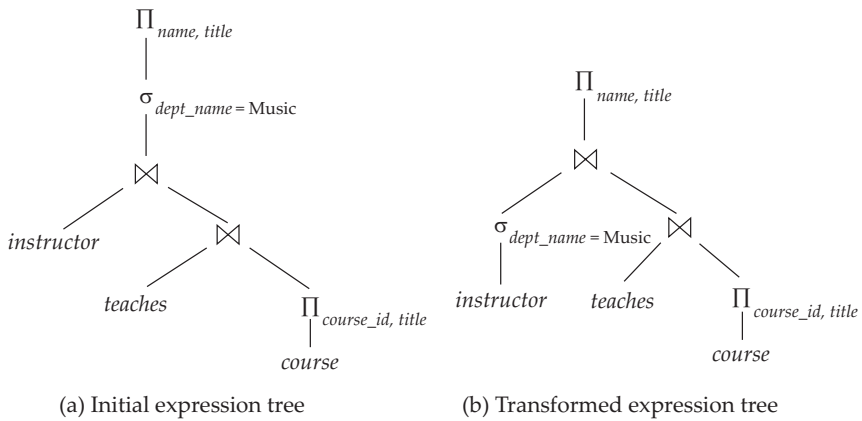 ∏ name, title
σ dept_name = Music
⋈
instructor
⋈
teaches
∏ course_id, title
course
(a) Initial expression tree
∏ name, title
⋈
σ dept_name = Music
⋈
instructor
teaches
∏ course_id, title
course
(b) Transformed expression tree